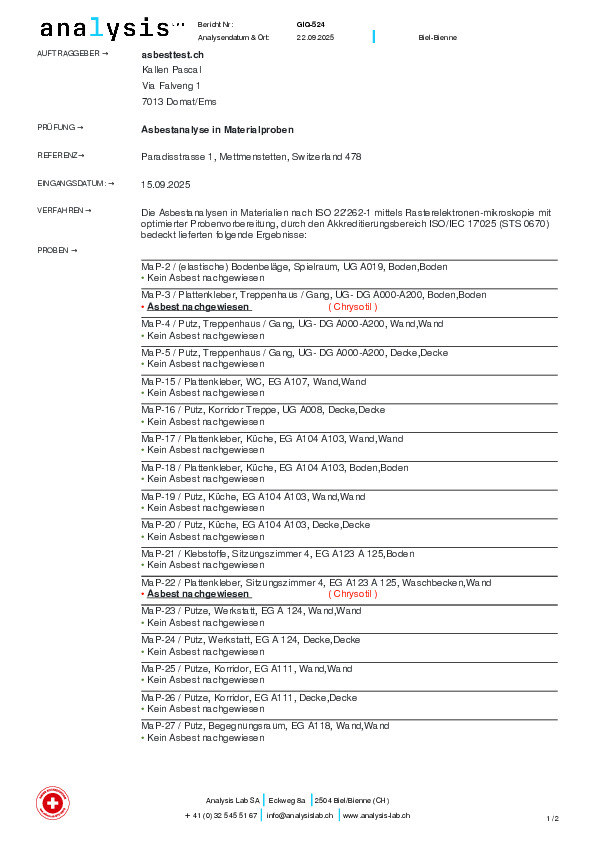 analysis
Bericht Nr: GIQ-524
Analysendatum & Ort: 22.09.2025 Biel-Bienne
AUFTRAGGEBER → asbesttest.ch
Kallen Pascal
Via Falveng 1
7013 Domat/Ems
PRÜFUNG → Asbestanalyse in Materialproben
REFERENZ→ Paradisstrasse 1, Mettmenstetten, Switzerland 478
EINGANGSDATUM: → 15.09.2025
VERFAHREN → Die Asbestanalysen in Materialien nach ISO 22'262-1 mittels Rasterelektronen-mikroskopie mit
optimierter Probenvorbereitung, durch den Akkreditierungsbereich ISO/IEC 17'025 (STS 0670)
bedeckt lieferten folgende Ergebnisse:
PROBEN →
MaP-2 / (elastische) Bodenbeläge, Spielraum, UG A019, Boden,Boden
• Kein Asbest nachgewiesen
MaP-3 / Plattenkleber, Treppenhaus / Gang, UG- DG A000-A200, Boden,Boden
• Asbest nachgewiesen ( Chrysotil )
MaP-4 / Putz, Treppenhaus / Gang, UG- DG A000-A200, Wand,Wand
• Kein Asbest nachgewiesen
MaP-5 / Putz, Treppenhaus / Gang, UG- DG A000-A200, Decke,Decke
• Kein Asbest nachgewiesen
MaP-15 / Plattenkleber, WC, EG A107, Wand,Wand
• Kein Asbest nachgewiesen
MaP-16 / Putz, Korridor Treppe, UG A008, Decke,Decke
• Kein Asbest nachgewiesen
MaP-17 / Plattenkleber, Küche, EG A104 A103, Wand,Wand
• Kein Asbest nachgewiesen
MaP-18 / Plattenkleber, Küche, EG A104 A103, Boden,Boden
• Kein Asbest nachgewiesen
MaP-19 / Putz, Küche, EG A104 A103, Wand,Wand
• Kein Asbest nachgewiesen
MaP-20 / Putz, Küche, EG A104 A103, Decke,Decke
• Kein Asbest nachgewiesen
MaP-21 / Klebstoffe, Sitzungszimmer 4, EG A123 A 125,Boden
• Kein Asbest nachgewiesen
MaP-22 / Plattenkleber, Sitzungszimmer 4, EG A123 A 125, Waschbecken,Wand
• Asbest nachgewiesen ( Chrysotil )
MaP-23 / Pütze, Werkstatt, EG A 124, Wand,Wand
• Kein Asbest nachgewiesen
MaP-24 / Putz, Werkstatt, EG A 124, Decke,Decke
• Kein Asbest nachgewiesen
MaP-25 / Putze, Korridor, EG A111, Wand,Wand
• Kein Asbest nachgewiesen
MaP-26 / Putze, Korridor, EG A111, Decke,Decke
• Kein Asbest nachgewiesen
MaP-27 / Putz, Begegnungsraum, EG A118, Wand,Wand
• Kein Asbest nachgewiesen
Analysis Lab SA | Eckweg 8a | 2504 Biel/Bienne (CH)
+ 41 (0) 32 545 51 67 | info@analysislab.ch | www.analysis-lab.ch
1 / 2